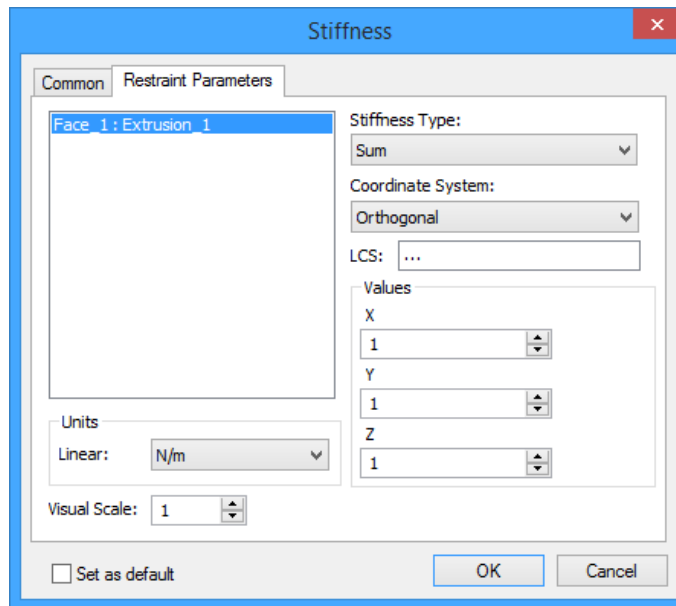 Stiffness
Common
Restraint Parameters
Face_1 : Extrusion_1
Stiffness Type:
Sum
Coordinate System:
Orthogonal
LCS: ...
Values
X
1
Y
1
Z
1
Units
Linear: N/m
Visual Scale: 1
Set as default
OK
Cancel